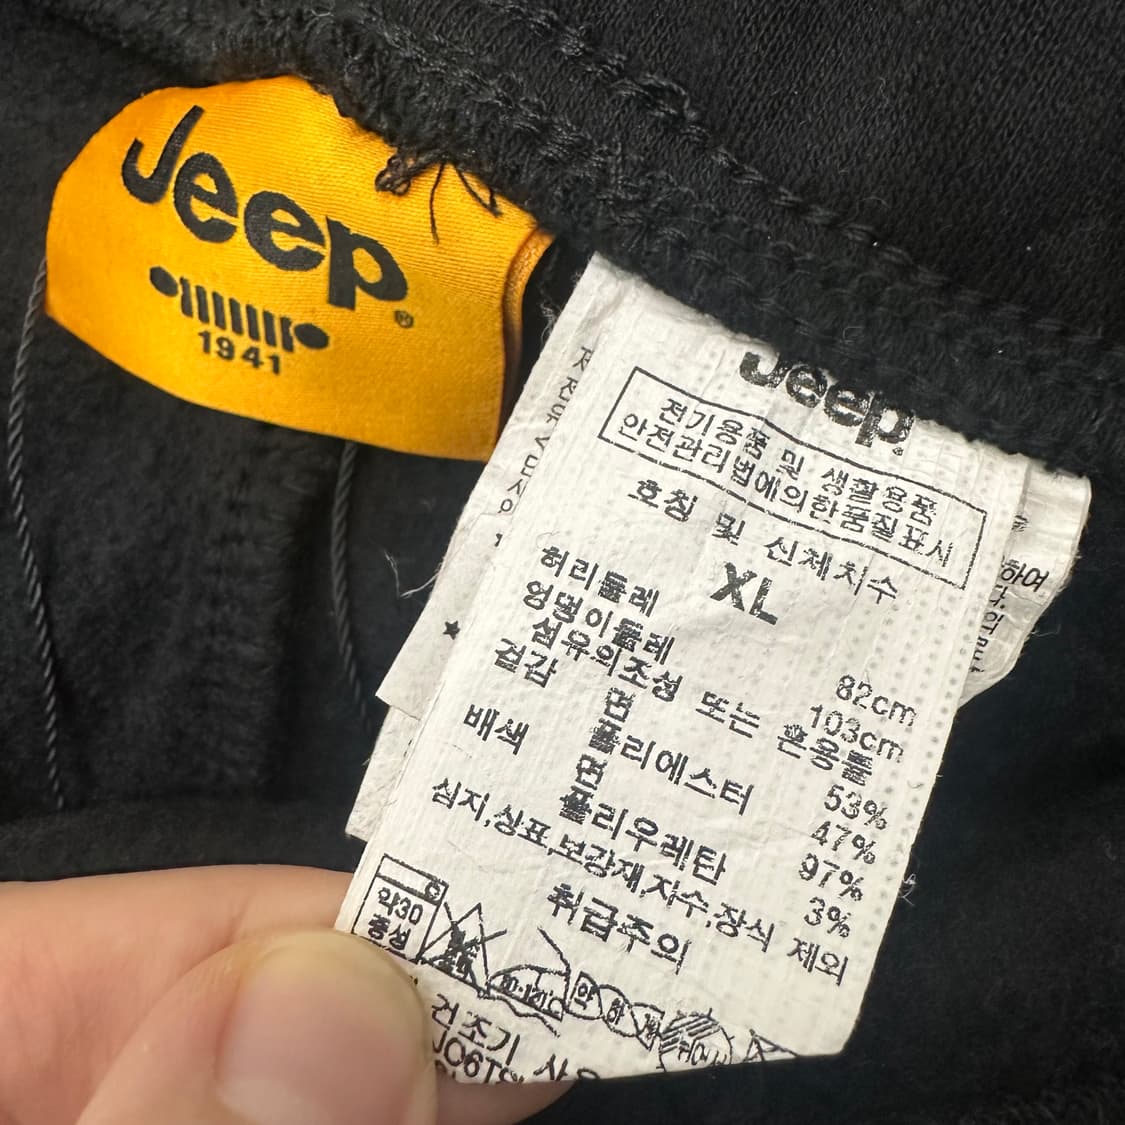 Jeep®
1941
Jeep
전기용품 및 생활용품
안전관리법에의한품질표시
호칭 및 신체치수
XL
허리둘레 82cm
엉덩이둘레 103cm
섬유의조성 또는 혼용률
겉감 면 53%
폴리에스터 47%
배색 면 97%
폴리우레탄 3%
심지,상표,보강재,자수,장식 제외
취급주의
약30
중성
건조기
하여